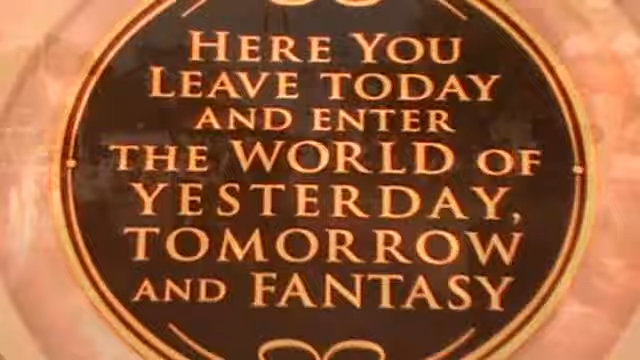 HERE YOU
LEAVE TODAY
AND ENTER
THE WORLD OF
YESTERDAY,
TOMORROW
AND FANTASY